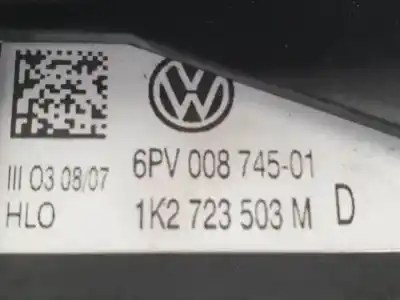 6PV 008 745-01
III 03 08/07
HLO
1K2 723 503 M D